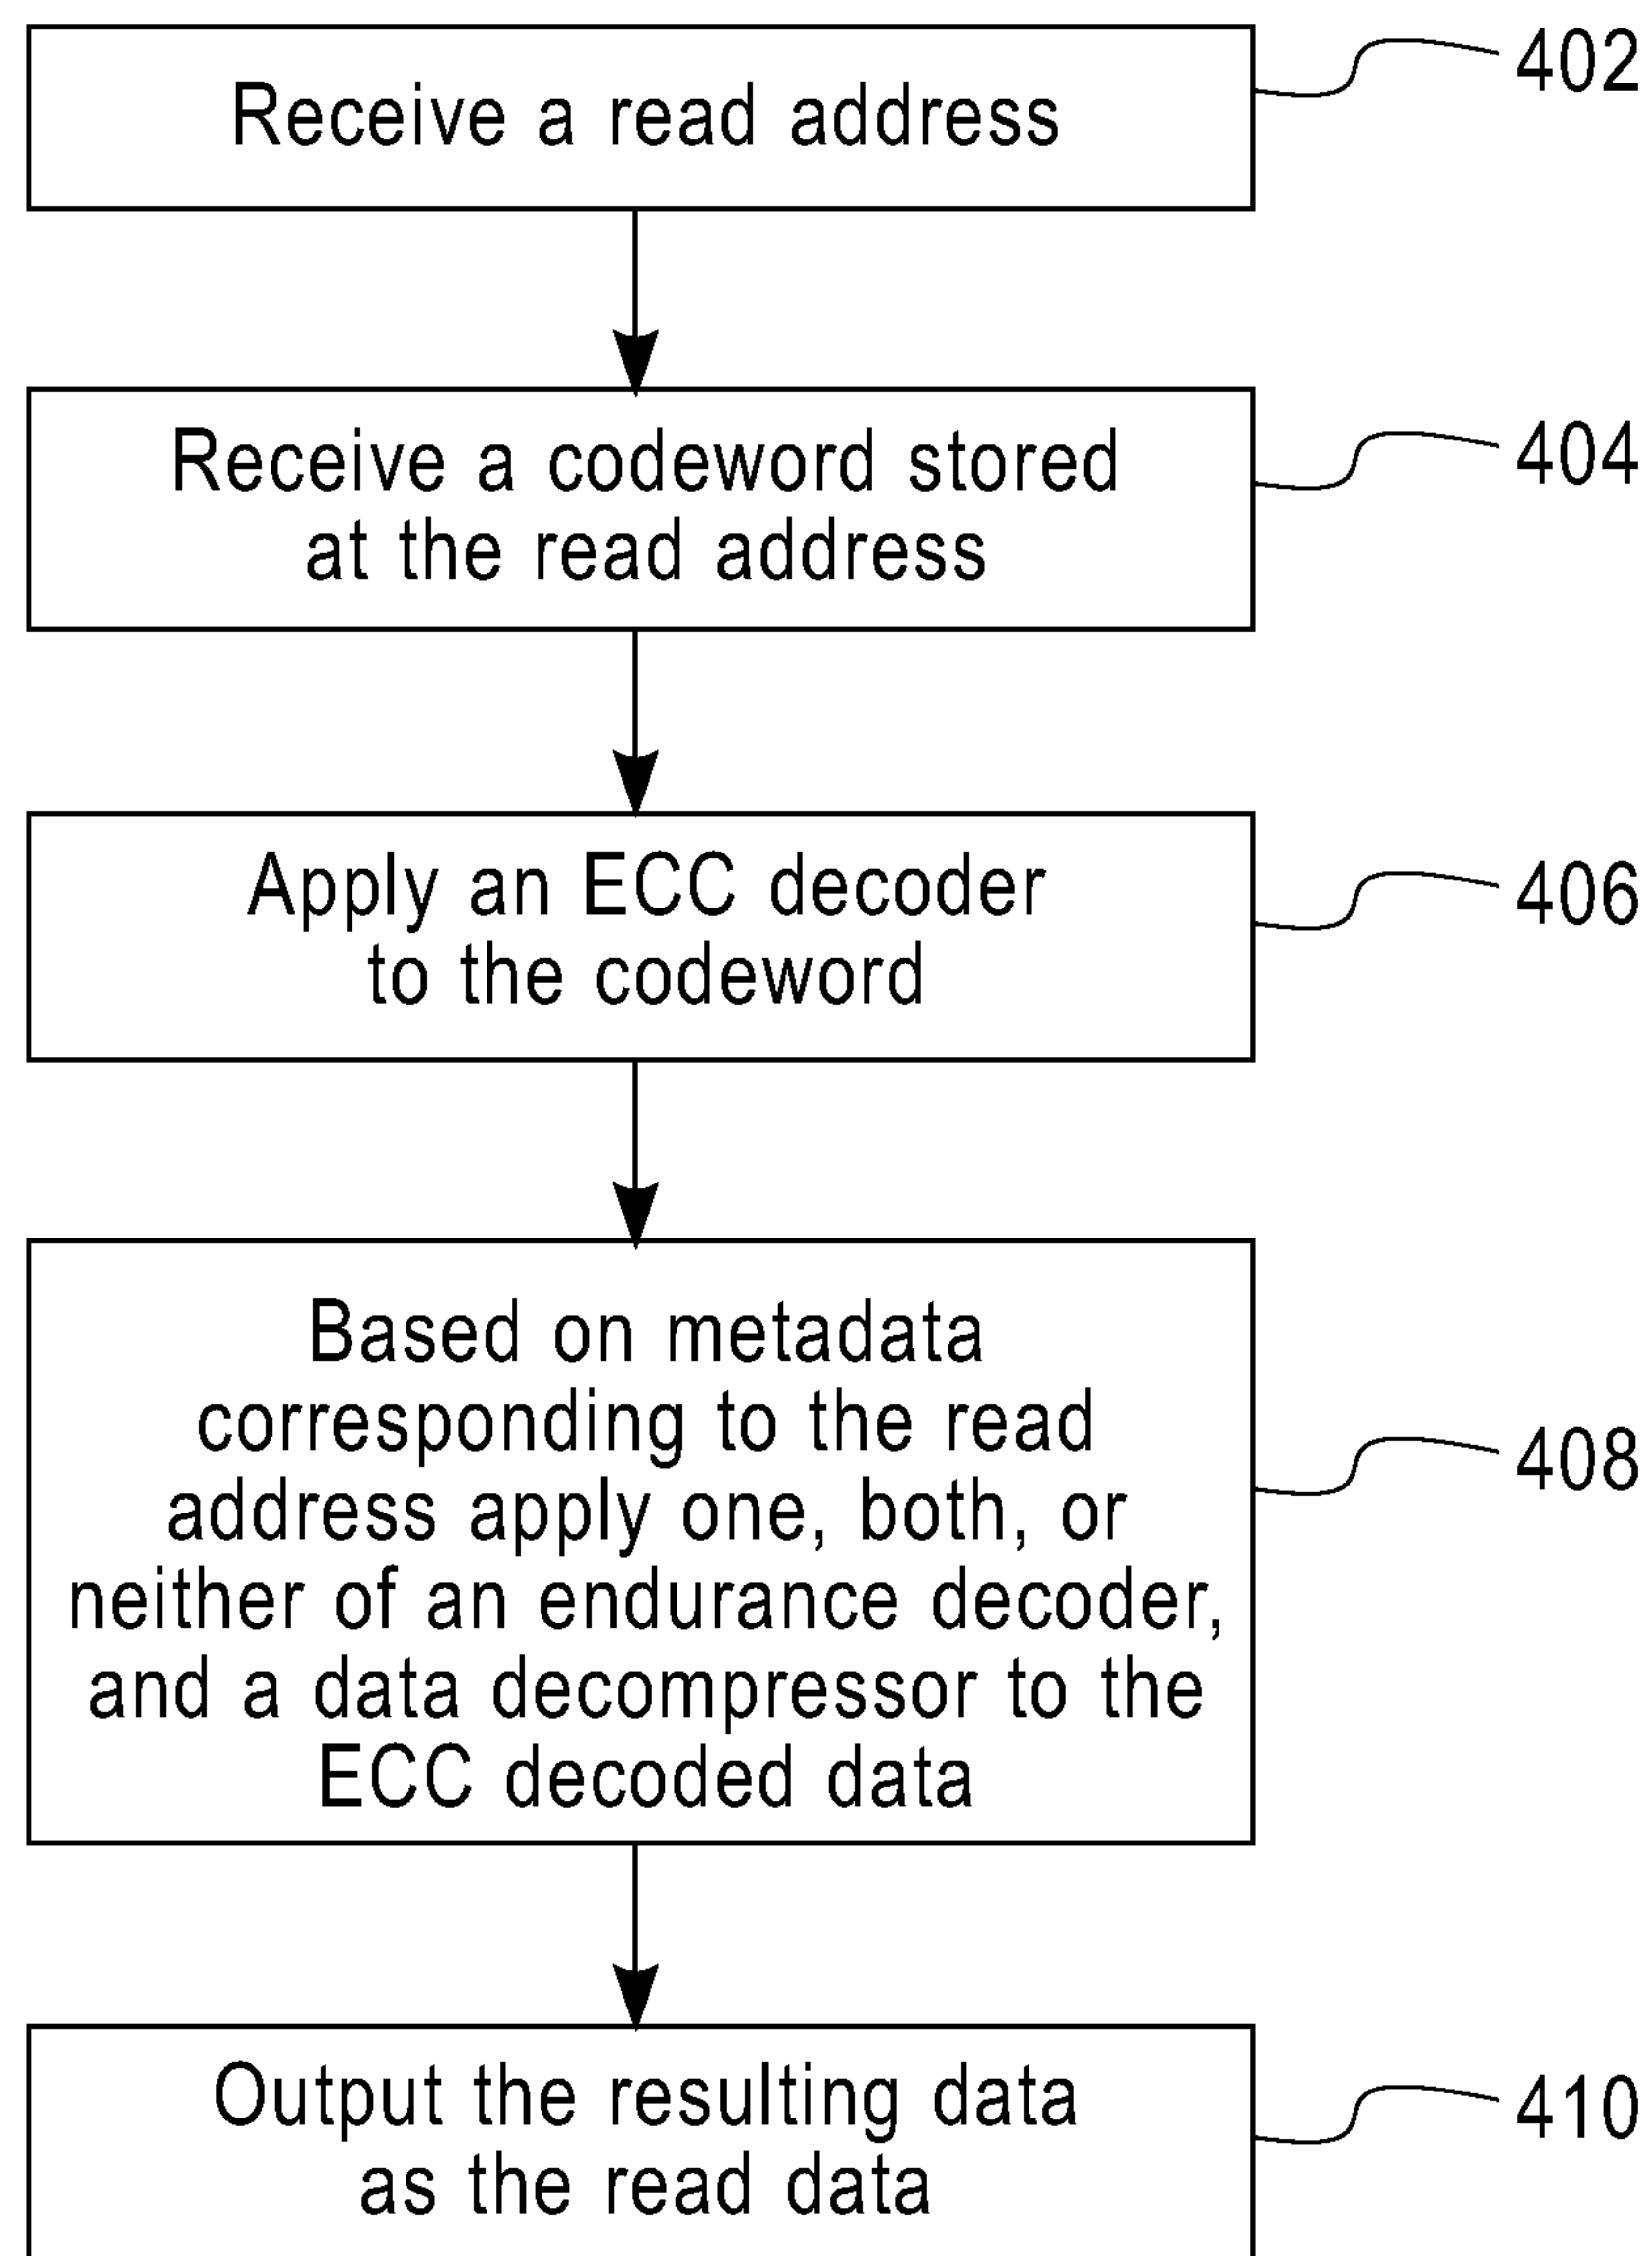 Receive a read address
402
Receive a codeword stored
at the read address
404
Apply an ECC decoder
to the codeword
406
Based on metadata
corresponding to the read
address apply one, both, or
neither of an endurance decoder,
and a data decompressor to the
ECC decoded data
408
Output the resulting data
as the read data
410